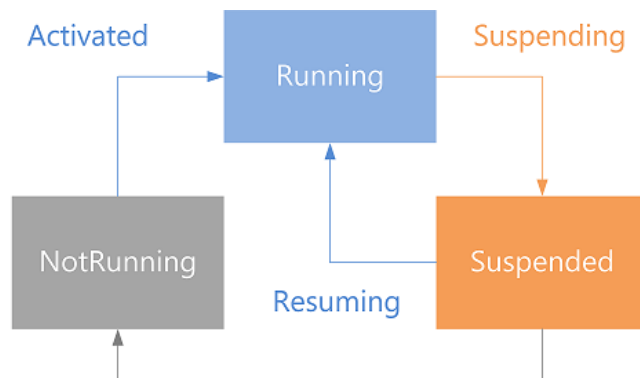 Activated
Running
Suspending
NotRunning
Suspended
Resuming